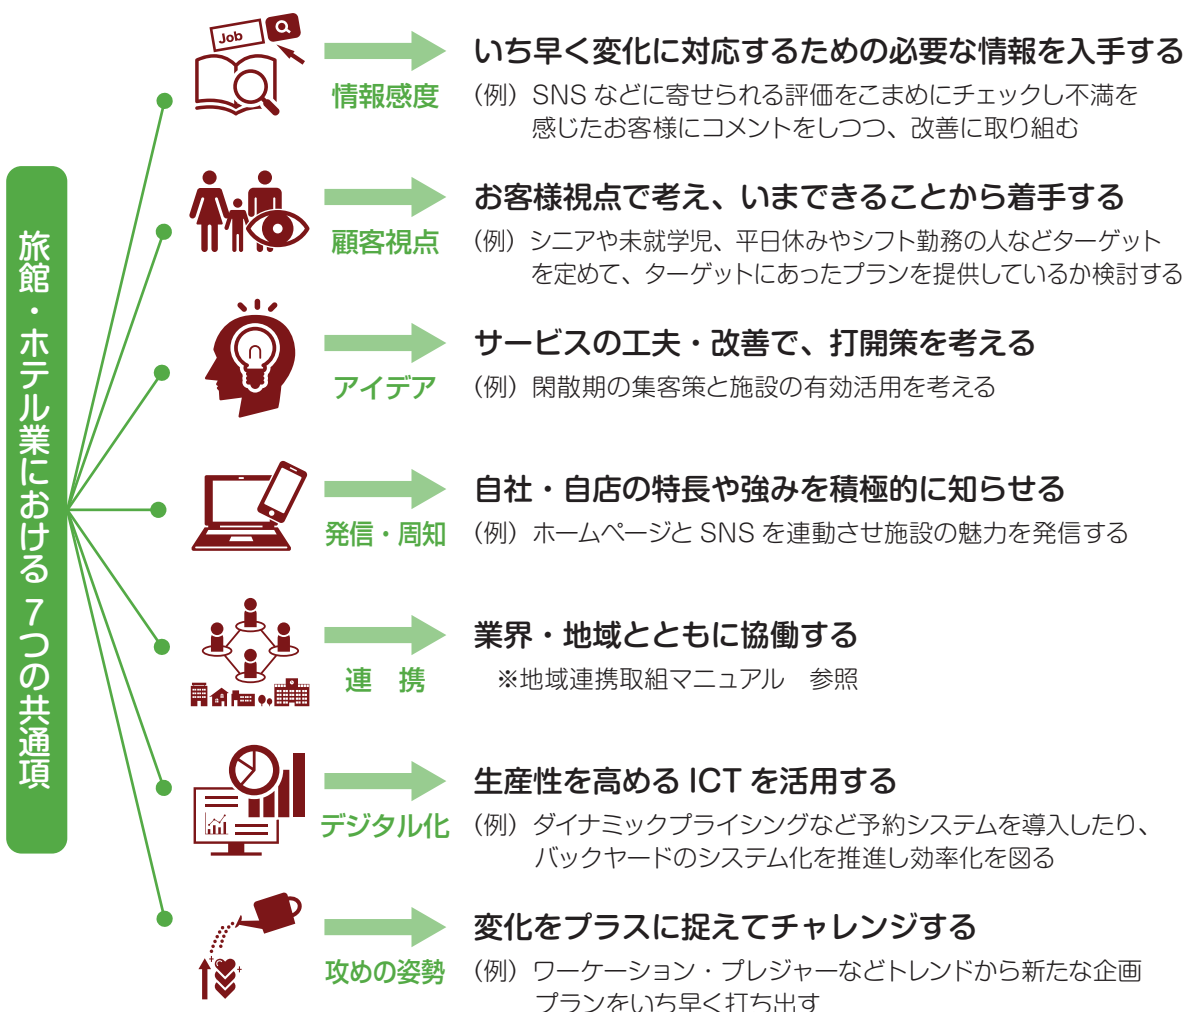 旅館・ホテル業における 7つの共通項
Job
情報感度
いち早く変化に対応するための必要な情報を入手する
（例）SNS などに寄せられる評価をこまめにチェックし不満を
感じたお客様にコメントをしつつ、改善に取り組む
顧客視点
お客様視点で考え、いまできることから着手する
（例）シニアや未就学児、平日休みやシフト勤務の人などターゲット
を定めて、ターゲットにあったプランを提供しているか検討する
アイデア
サービスの工夫・改善で、打開策を考える
（例）閑散期の集客策と施設の有効活用を考える
発信・周知
自社・自店の特長や強みを積極的に知らせる
（例）ホームページと SNS を連動させ施設の魅力を発信する
連　携
業界・地域とともに協働する
※地域連携取組マニュアル　参照
デジタル化
生産性を高める ICT を活用する
（例）ダイナミックプライシングなど予約システムを導入したり、
バックヤードのシステム化を推進し効率化を図る
攻めの姿勢
変化をプラスに捉えてチャレンジする
（例）ワーケーション・プレジャーなどトレンドから新たな企画
プランをいち早く打ち出す